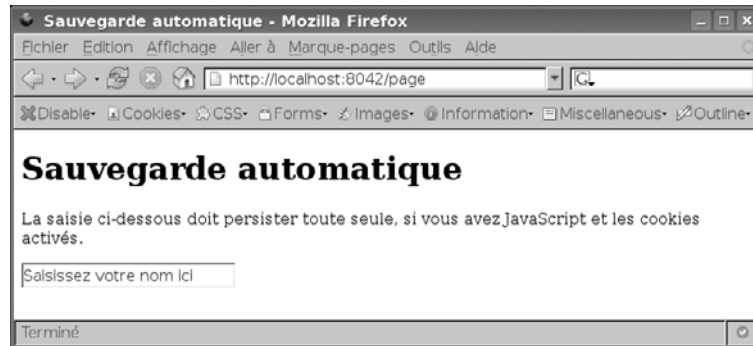 Sauvegarde automatique - Mozilla Firefox
Fichier Edition Affichage Aller à Marque-pages Outils Aide
http://localhost:8042/page G
Disable Cookies CSS Forms Images Information Miscellaneous Outline
Sauvegarde automatique
La saisie ci-dessous doit persister toute seule, si vous avez JavaScript et les cookies
activés.
Saisissez votre nom ici
Terminé